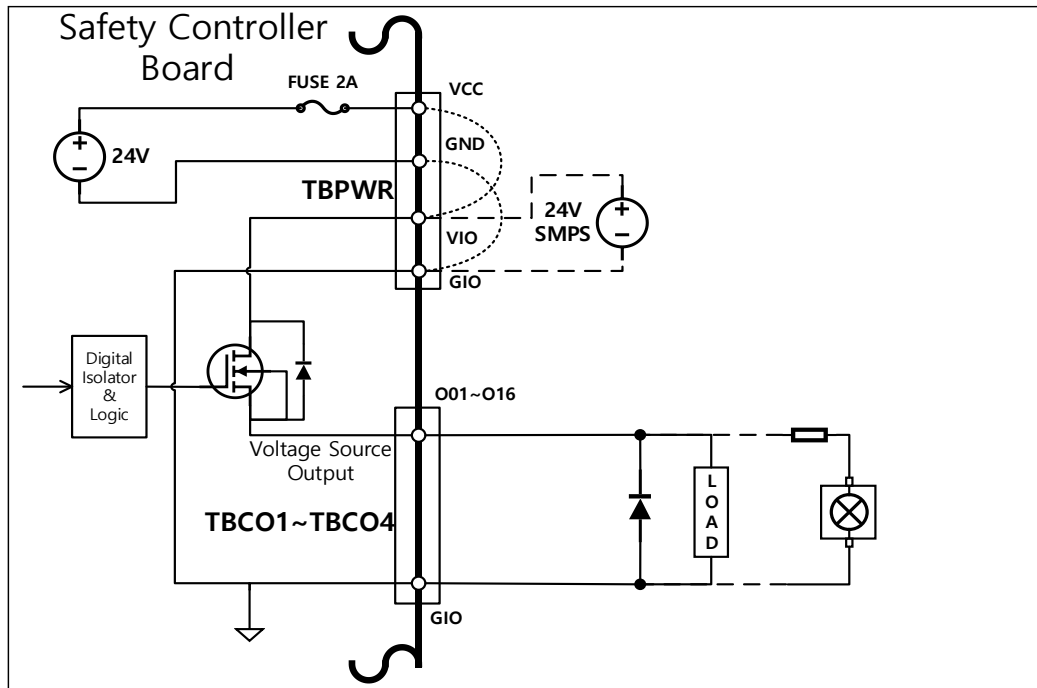 Safety Controller
Board
FUSE 2A
VCC
+
24V
−
GND
TBPWR
24V
SMPS
+
−
VIO
GIO
Digital
Isolator
&
Logic
O01~O16
Voltage Source
Output
TBCO1~TBCO4
LOAD
GIO